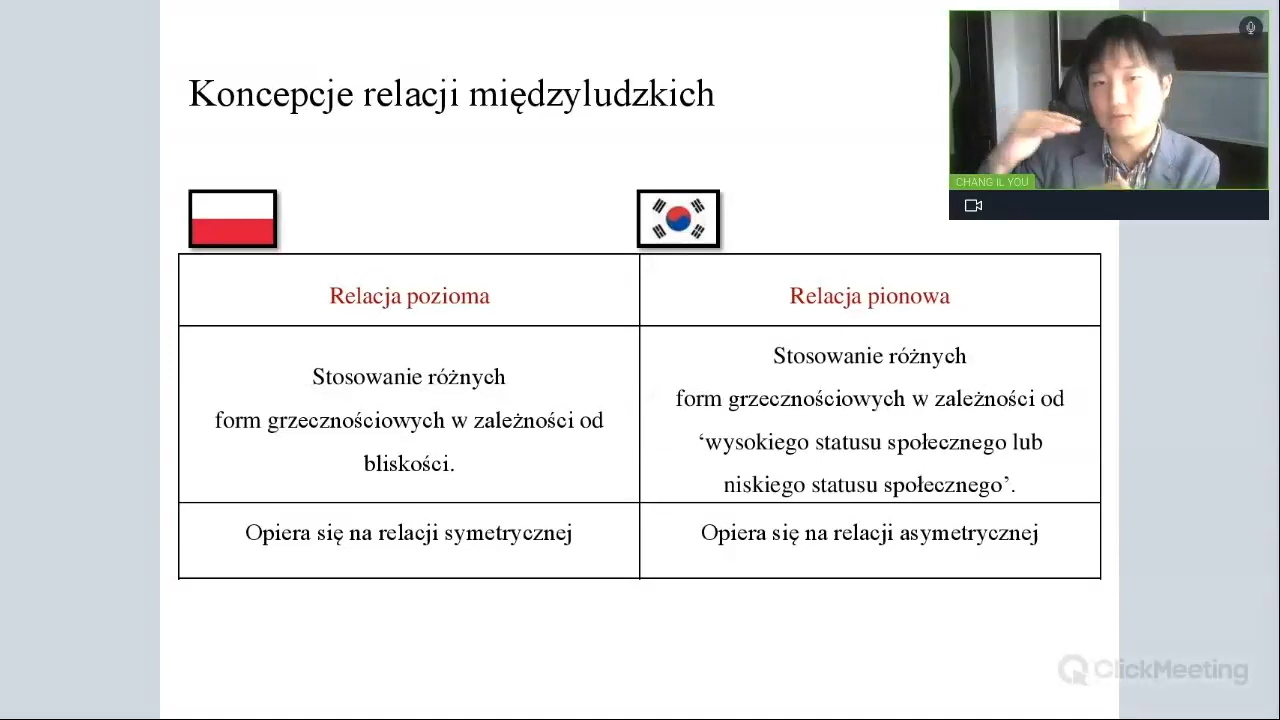 Koncepcje relacji międzyludzkich
CHANG IL YOU
Relacja pozioma
Relacja pionowa
Stosowanie różnych
form grzecznościowych w zależności od
bliskości.
Stosowanie różnych
form grzecznościowych w zależności od
‘wysokiego statusu społecznego lub
niskiego statusu społecznego’.
Opiera się na relacji symetrycznej
Opiera się na relacji asymetrycznej
ClickMeeting